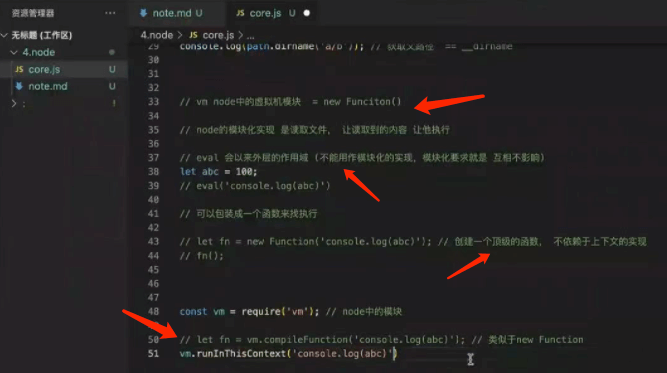 资源管理器
note.md U
JS core.js U
无标题 (工作区)
4.node
JS core.js U
note.md U
4.node > JS core.js > ...
29 console.log(path.dirname('a/b')); // 获取父路径 == __dirname
30
31
32
33 // vm node中的虚拟机模块 = new Funciton()
34
35 // node的模块化实现 是读取文件, 让读取到的内容 让他执行
36
37 // eval 会以来外层的作用域 (不能用作模块化的实现,模块化要求就是 互相不影响)
38 let abc = 100;
39 // eval('console.log(abc)')
40
41 // 可以包装成一个函数来找执行
42
43 // let fn = new Function('console.log(abc)'); // 创建一个顶级的函数, 不依赖于上下文的实现
44 // fn();
45
46
47
48 const vm = require('vm'); // node中的模块
49
50 // let fn = vm.compileFunction('console.log(abc)'); // 类似于new Function
51 vm.runInThisContext('console.log(abc)')